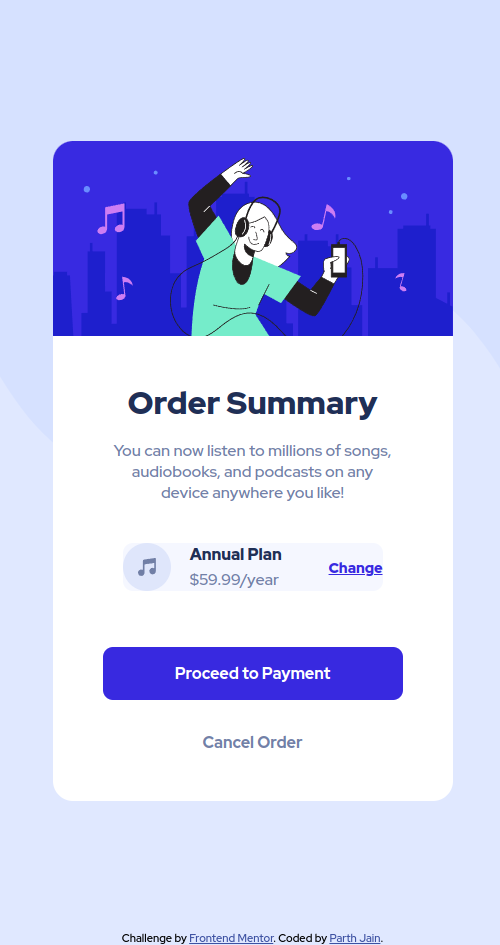 Order Summary
You can now listen to millions of songs,
audiobooks, and podcasts on any
device anywhere you like!
Annual Plan
$59.99/year
Change
Proceed to Payment
Cancel Order
Challenge by Frontend Mentor. Coded by Parth Jain.